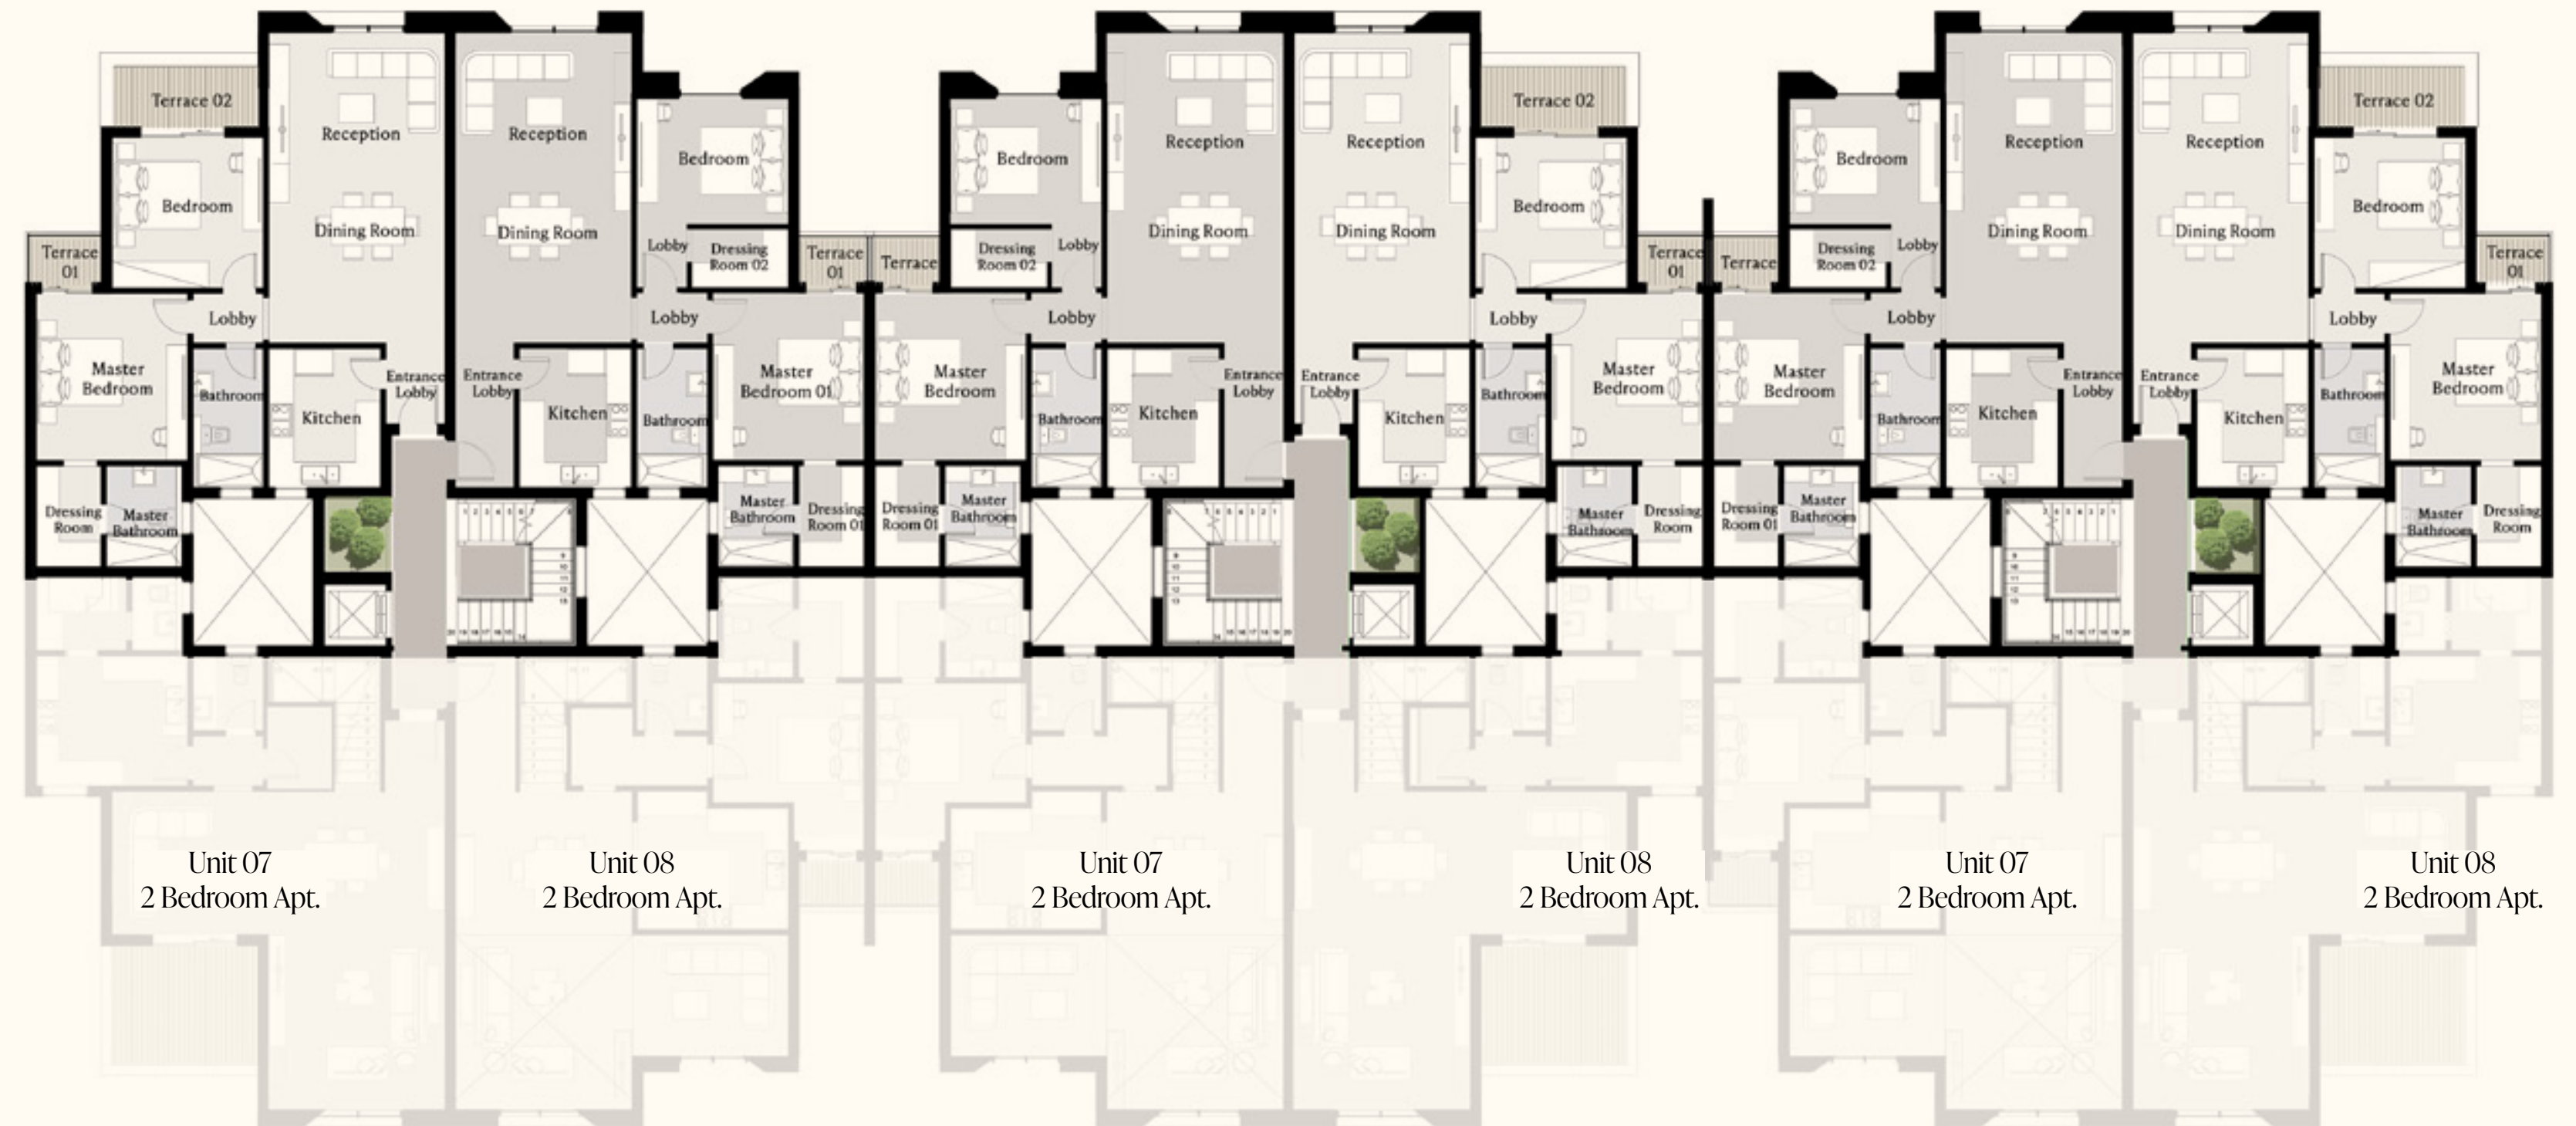 Terrace 02
Reception
Bedroom
Dining Room
Terrace
01
Lobby
Master
Bedroom
Bathroom
Kitchen
Entrance
Lobby
Dressing
Room
Master
Bathroom
Reception
Bedroom
Dining Room
Lobby
Dressing
Room 02
Terrace
01
Lobby
Entrance
Lobby
Kitchen
Bathroom
Master
Bedroom 01
Master
Bathroom
Dressing
Room 01
Bedroom
Reception
Dining Room
Terrace
Dressing
Room 02
Lobby
Lobby
Master
Bedroom
Bathroom
Kitchen
Entrance
Lobby
Dressing
Room 01
Master
Bathroom
Reception
Terrace 02
Dining Room
Bedroom
Terrace
01
Lobby
Entrance
Lobby
Kitchen
Bathroom
Master
Bedroom
Master
Bathroom
Dressing
Room
Bedroom
Reception
Dining Room
Terrace
Dressing
Room 02
Lobby
Lobby
Master
Bedroom
Bathroom
Kitchen
Entrance
Lobby
Dressing
Room 01
Master
Bathroom
Reception
Terrace 02
Dining Room
Bedroom
Terrace
01
Lobby
Entrance
Lobby
Kitchen
Bathroom
Master
Bedroom
Master
Bathroom
Dressing
Room
Unit 07
2 Bedroom Apt.
Unit 08
2 Bedroom Apt.
Unit 07
2 Bedroom Apt.
Unit 08
2 Bedroom Apt.
Unit 07
2 Bedroom Apt.
Unit 08
2 Bedroom Apt.